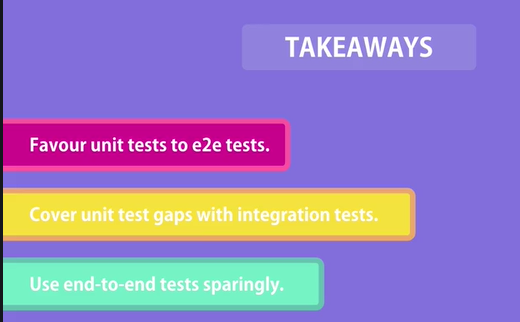 TAKEAWAYS
Favour unit tests to e2e tests.
Cover unit test gaps with integration tests.
Use end-to-end tests sparingly.